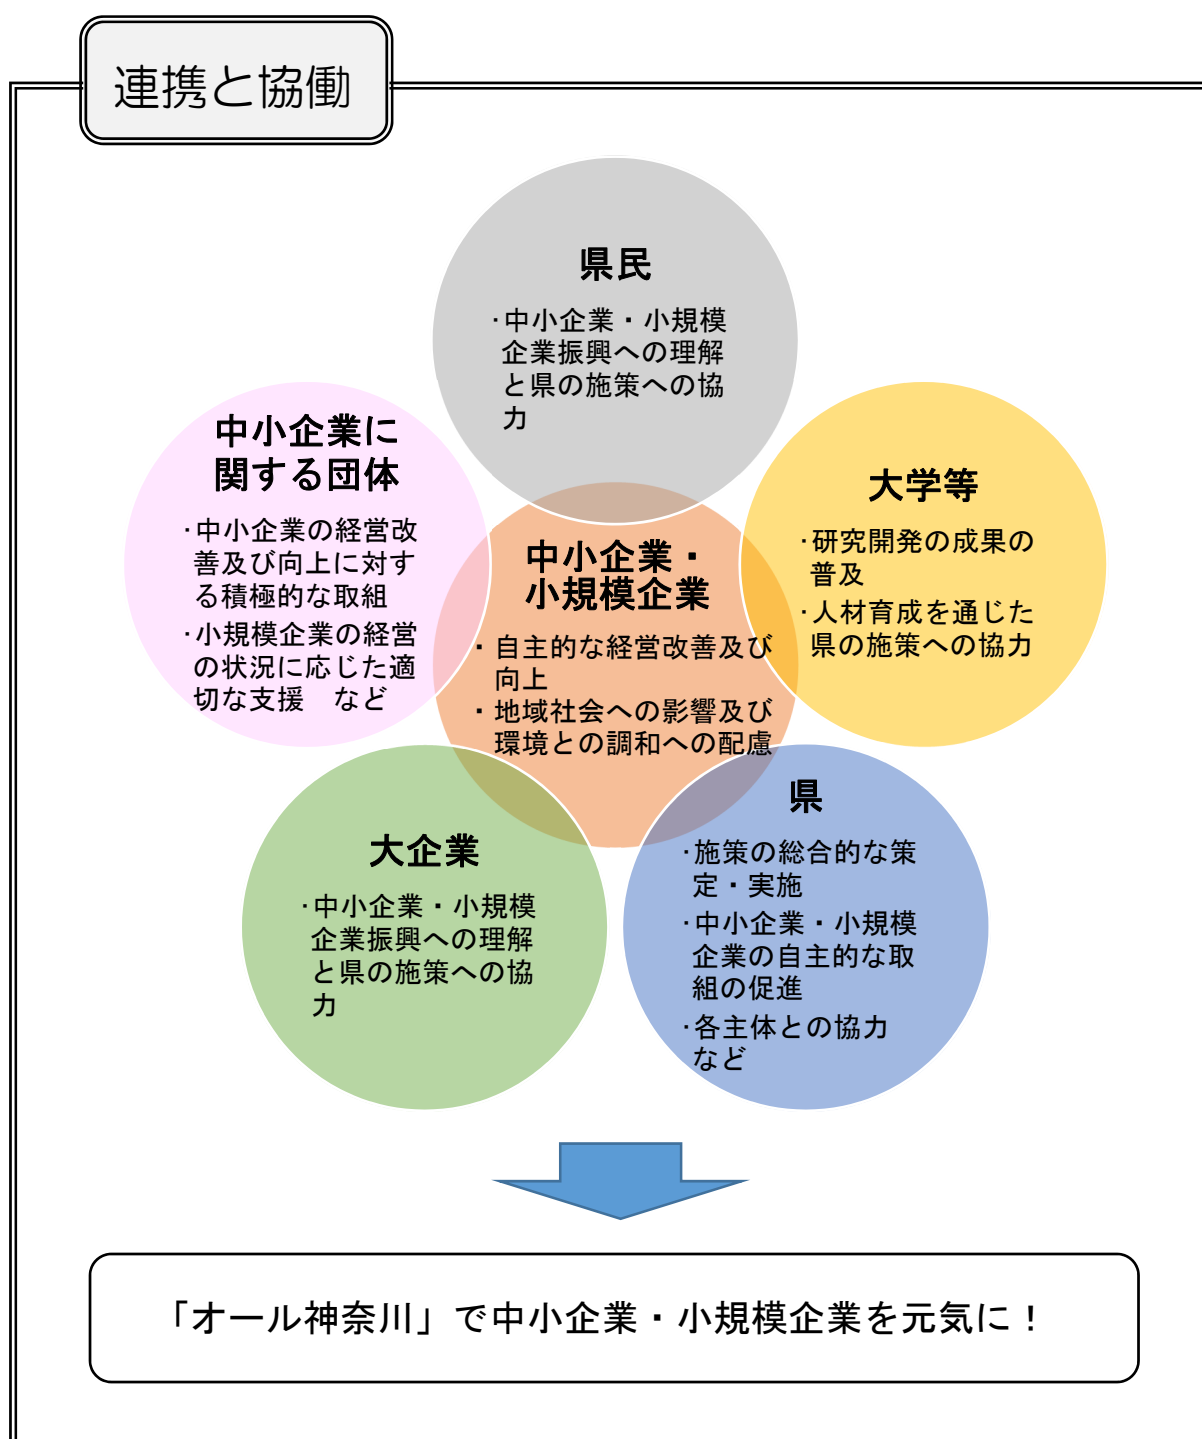 連携と協働
県民
・中小企業・小規模
企業振興への理解
と県の施策への協
力
中小企業に
関する団体
・中小企業の経営改
善及び向上に対す
る積極的な取組
・小規模企業の経営
の状況に応じた適
切な支援　など
大学等
・研究開発の成果の
普及
・人材育成を通じた
県の施策への協力
中小企業・
小規模企業
・自主的な経営改善及び
向上
・地域社会への影響及び
環境との調和への配慮
大企業
・中小企業・小規模
企業振興への理解
と県の施策への協
力
県
・施策の総合的な策
定・実施
・中小企業・小規模
企業の自主的な取
組の促進
・各主体との協力
など
「オール神奈川」で中小企業・小規模企業を元気に！